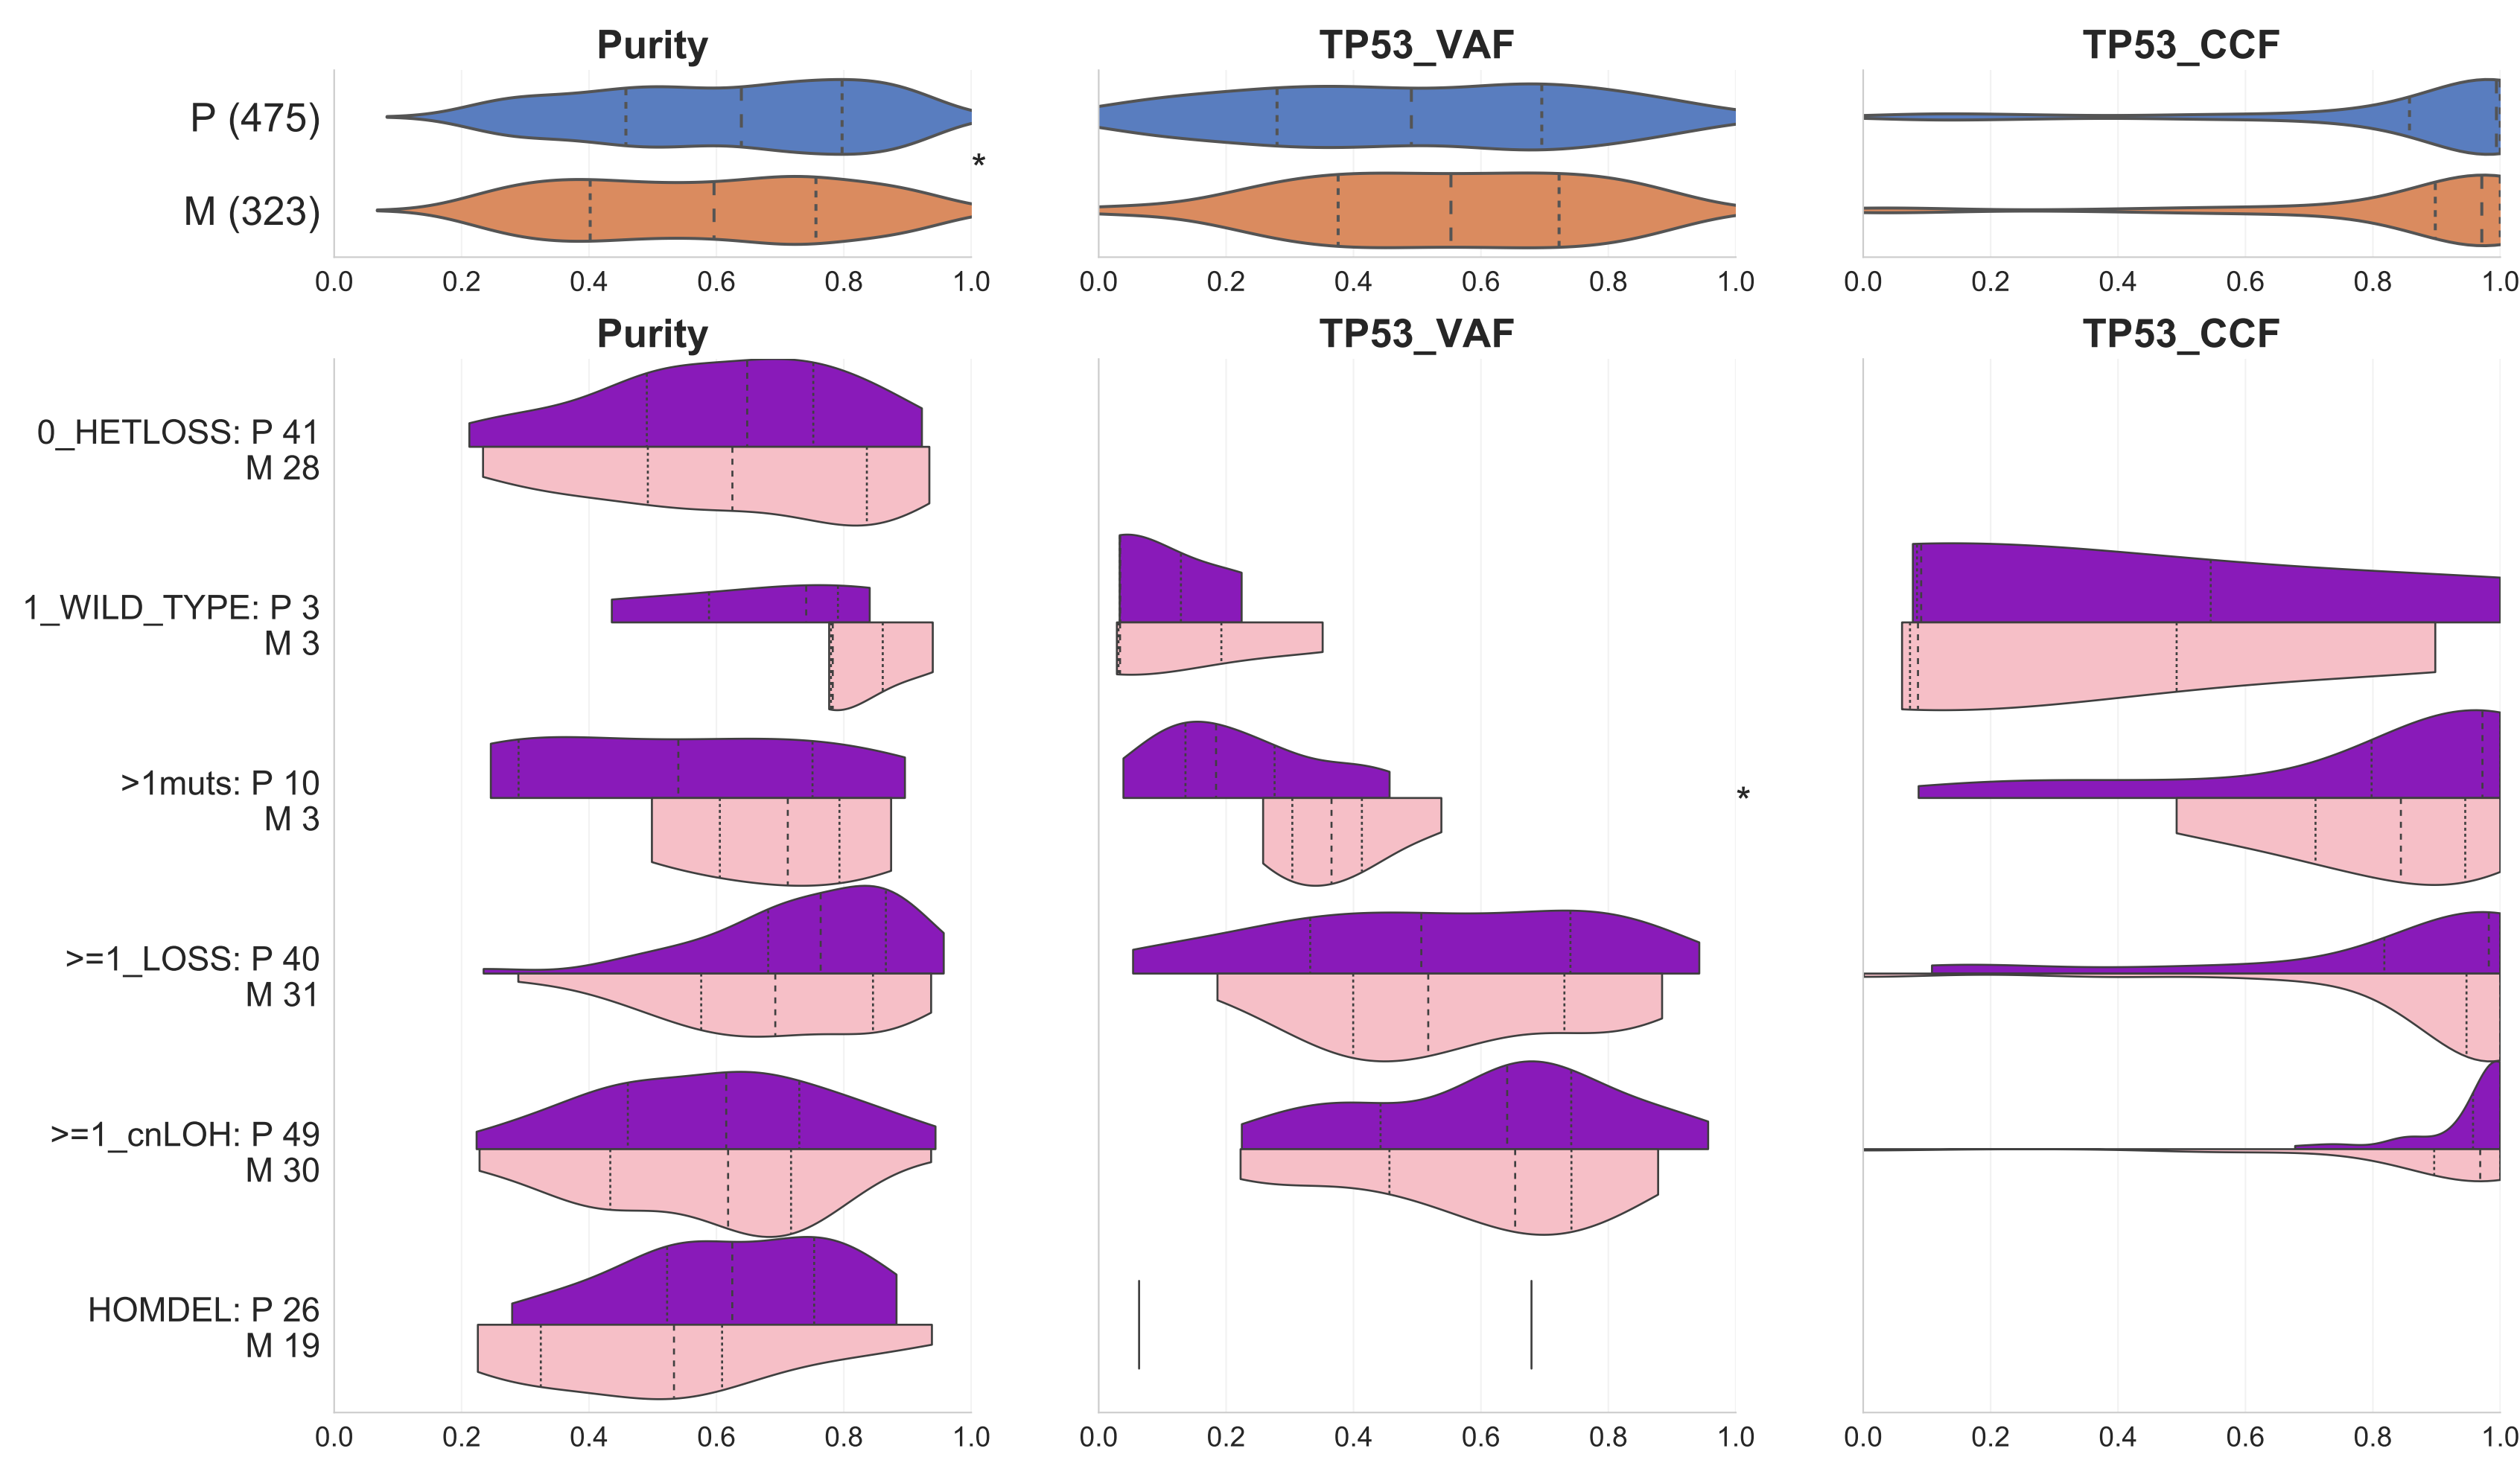 Purity TP53_VAF TP53_CCF
P (475)
*
M (323)
0.0 0.2 0.4 0.6 0.8 1.0 0.0 0.2 0.4 0.6 0.8 1.0 0.0 0.2 0.4 0.6 0.8 1.0
Purity TP53_VAF TP53_CCF
0_HETLOSS: P 41
M 28
1_WILD_TYPE: P 3
M 3
>1muts: P 10
*
M 3
>=1_LOSS: P 40
M 31
>=1_cnLOH: P 49
M 30
HOMDEL: P 26
M 19
0.0 0.2 0.4 0.6 0.8 1.0 0.0 0.2 0.4 0.6 0.8 1.0 0.0 0.2 0.4 0.6 0.8 1.0